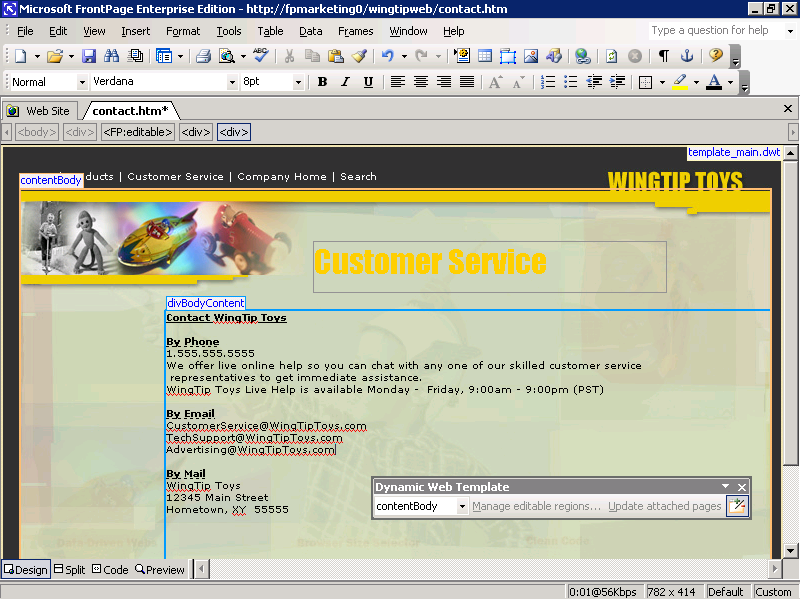 Microsoft FrontPage Enterprise Edition - http://fpmarketing0/wingtipweb/contact.htm
File Edit View Insert Format Tools Table Data Frames Window Help Type a question for help
Normal Verdana 8pt B I U
Web Site contact.htm*
<body> <div> <FP:editable> <div> <div>
template_main.dwt
contentBody ducts | Customer Service | Company Home | Search
WINGTIP TOYS
Customer Service
divBodyContent
Contact WingTip Toys
By Phone
1.555.555.5555
We offer live online help so you can chat with any one of our skilled customer service
representatives to get immediate assistance.
WingTip Toys Live Help is available Monday - Friday, 9:00am - 9:00pm (PST)
By Email
CustomerService@WingTipToys.com
TechSupport@WingTipToys.com
Advertising@WingTipToys.com
By Mail
WingTip Toys
12345 Main Street
Hometown, XY 55555
Dynamic Web Template
contentBody Manage editable regions... Update attached pages
Design Split Code Preview
0:01@56Kbps 782 x 414 Default Custom